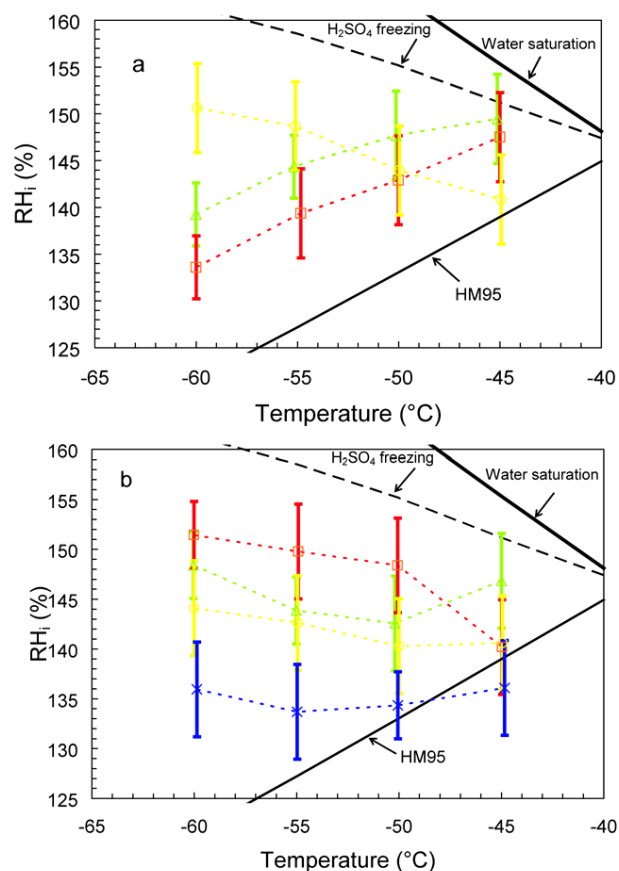 160
155
150
145
140
135
130
125
RHi (%)
a
H2SO4 freezing
Water saturation
HM95
-65 -60 -55 -50 -45 -40
Temperature (°C)
160
155
150
145
140
135
130
125
RHi (%)
b
H2SO4 freezing
Water saturation
HM95
-65 -60 -55 -50 -45 -40
Temperature (°C)